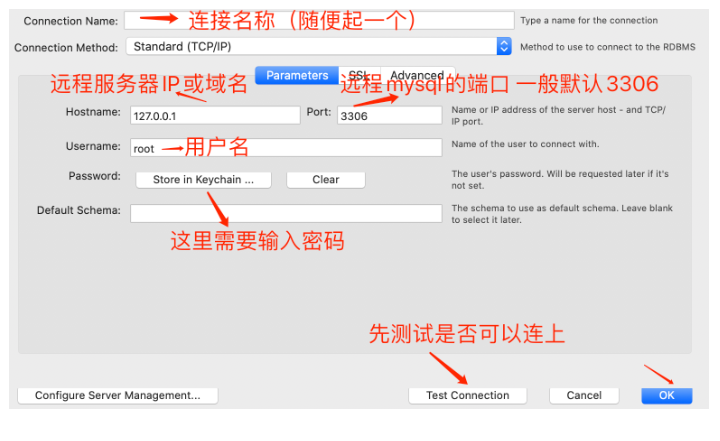 Connection Name: 连接名称（随便起一个） Type a name for the connection
Connection Method: Standard (TCP/IP) Method to use to connect to the RDBMS
Parameters SSL Advanced
远程服务器IP或域名 远程mysql的端口 一般默认3306
Hostname: 127.0.0.1 Port: 3306 Name or IP address of the server host - and TCP/
IP port.
Username: root 用户名 Name of the user to connect with.
Password: Store in Keychain ... Clear The user's password. Will be requested later if it's
not set.
Default Schema: The schema to use as default schema. Leave blank
to select it later.
这里需要输入密码
先测试是否可以连上
Configure Server Management... Test Connection Cancel OK